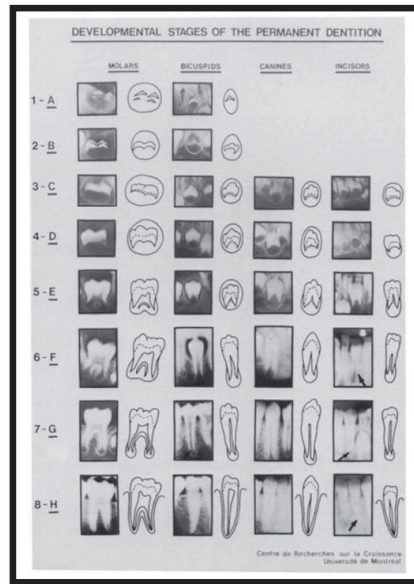 DEVELOPMENTAL STAGES OF THE PERMANENT DENTITION
MOLARS BICUSPIDS CANINES INCISORS
1 - A
2 - B
3 - C
4 - D
5 - E
6 - F
7 - G
8 - H
Centre de Recherches sur la Croissance
Université de Montréal